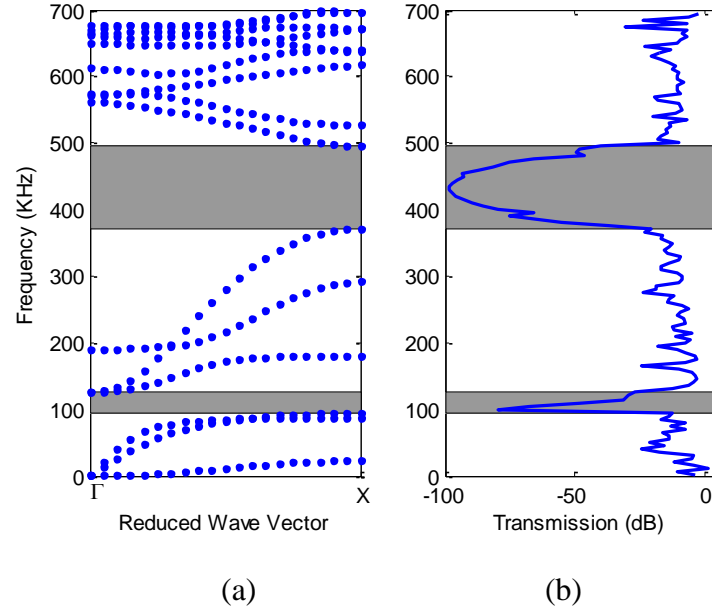 700
600
500
400
300
200
100
0
Frequency (KHz)
Γ
X
Reduced Wave Vector
(a)
700
600
500
400
300
200
100
0
-100
-50
0
Transmission (dB)
(b)